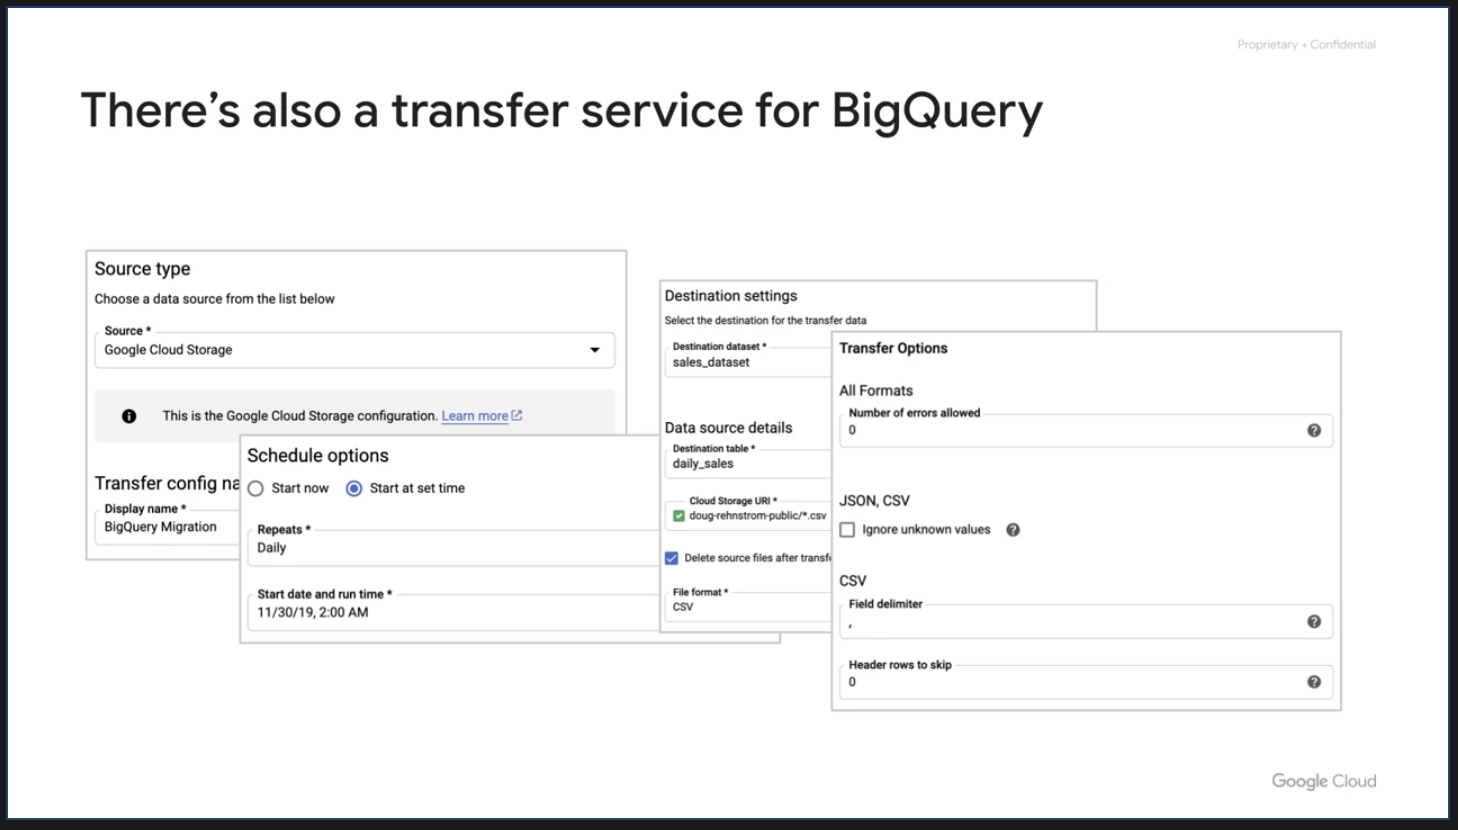 Proprietary + Confidential
There's also a transfer service for BigQuery
Source type
Choose a data source from the list below
Source *
Google Cloud Storage
This is the Google Cloud Storage configuration. Learn more
Transfer config na
Display name *
BigQuery Migration
Schedule options
Start now
Start at set time
Repeats *
Daily
Start date and run time *
11/30/19, 2:00 AM
Destination settings
Select the destination for the transfer data
Destination dataset *
sales_dataset
Data source details
Destination table *
daily_sales
Cloud Storage URI *
doug-rehnstrom-public/*.csv
Delete source files after transfe
File format *
CSV
Transfer Options
All Formats
Number of errors allowed
0
JSON, CSV
Ignore unknown values
CSV
Field delimiter
,
Header rows to skip
0
Google Cloud